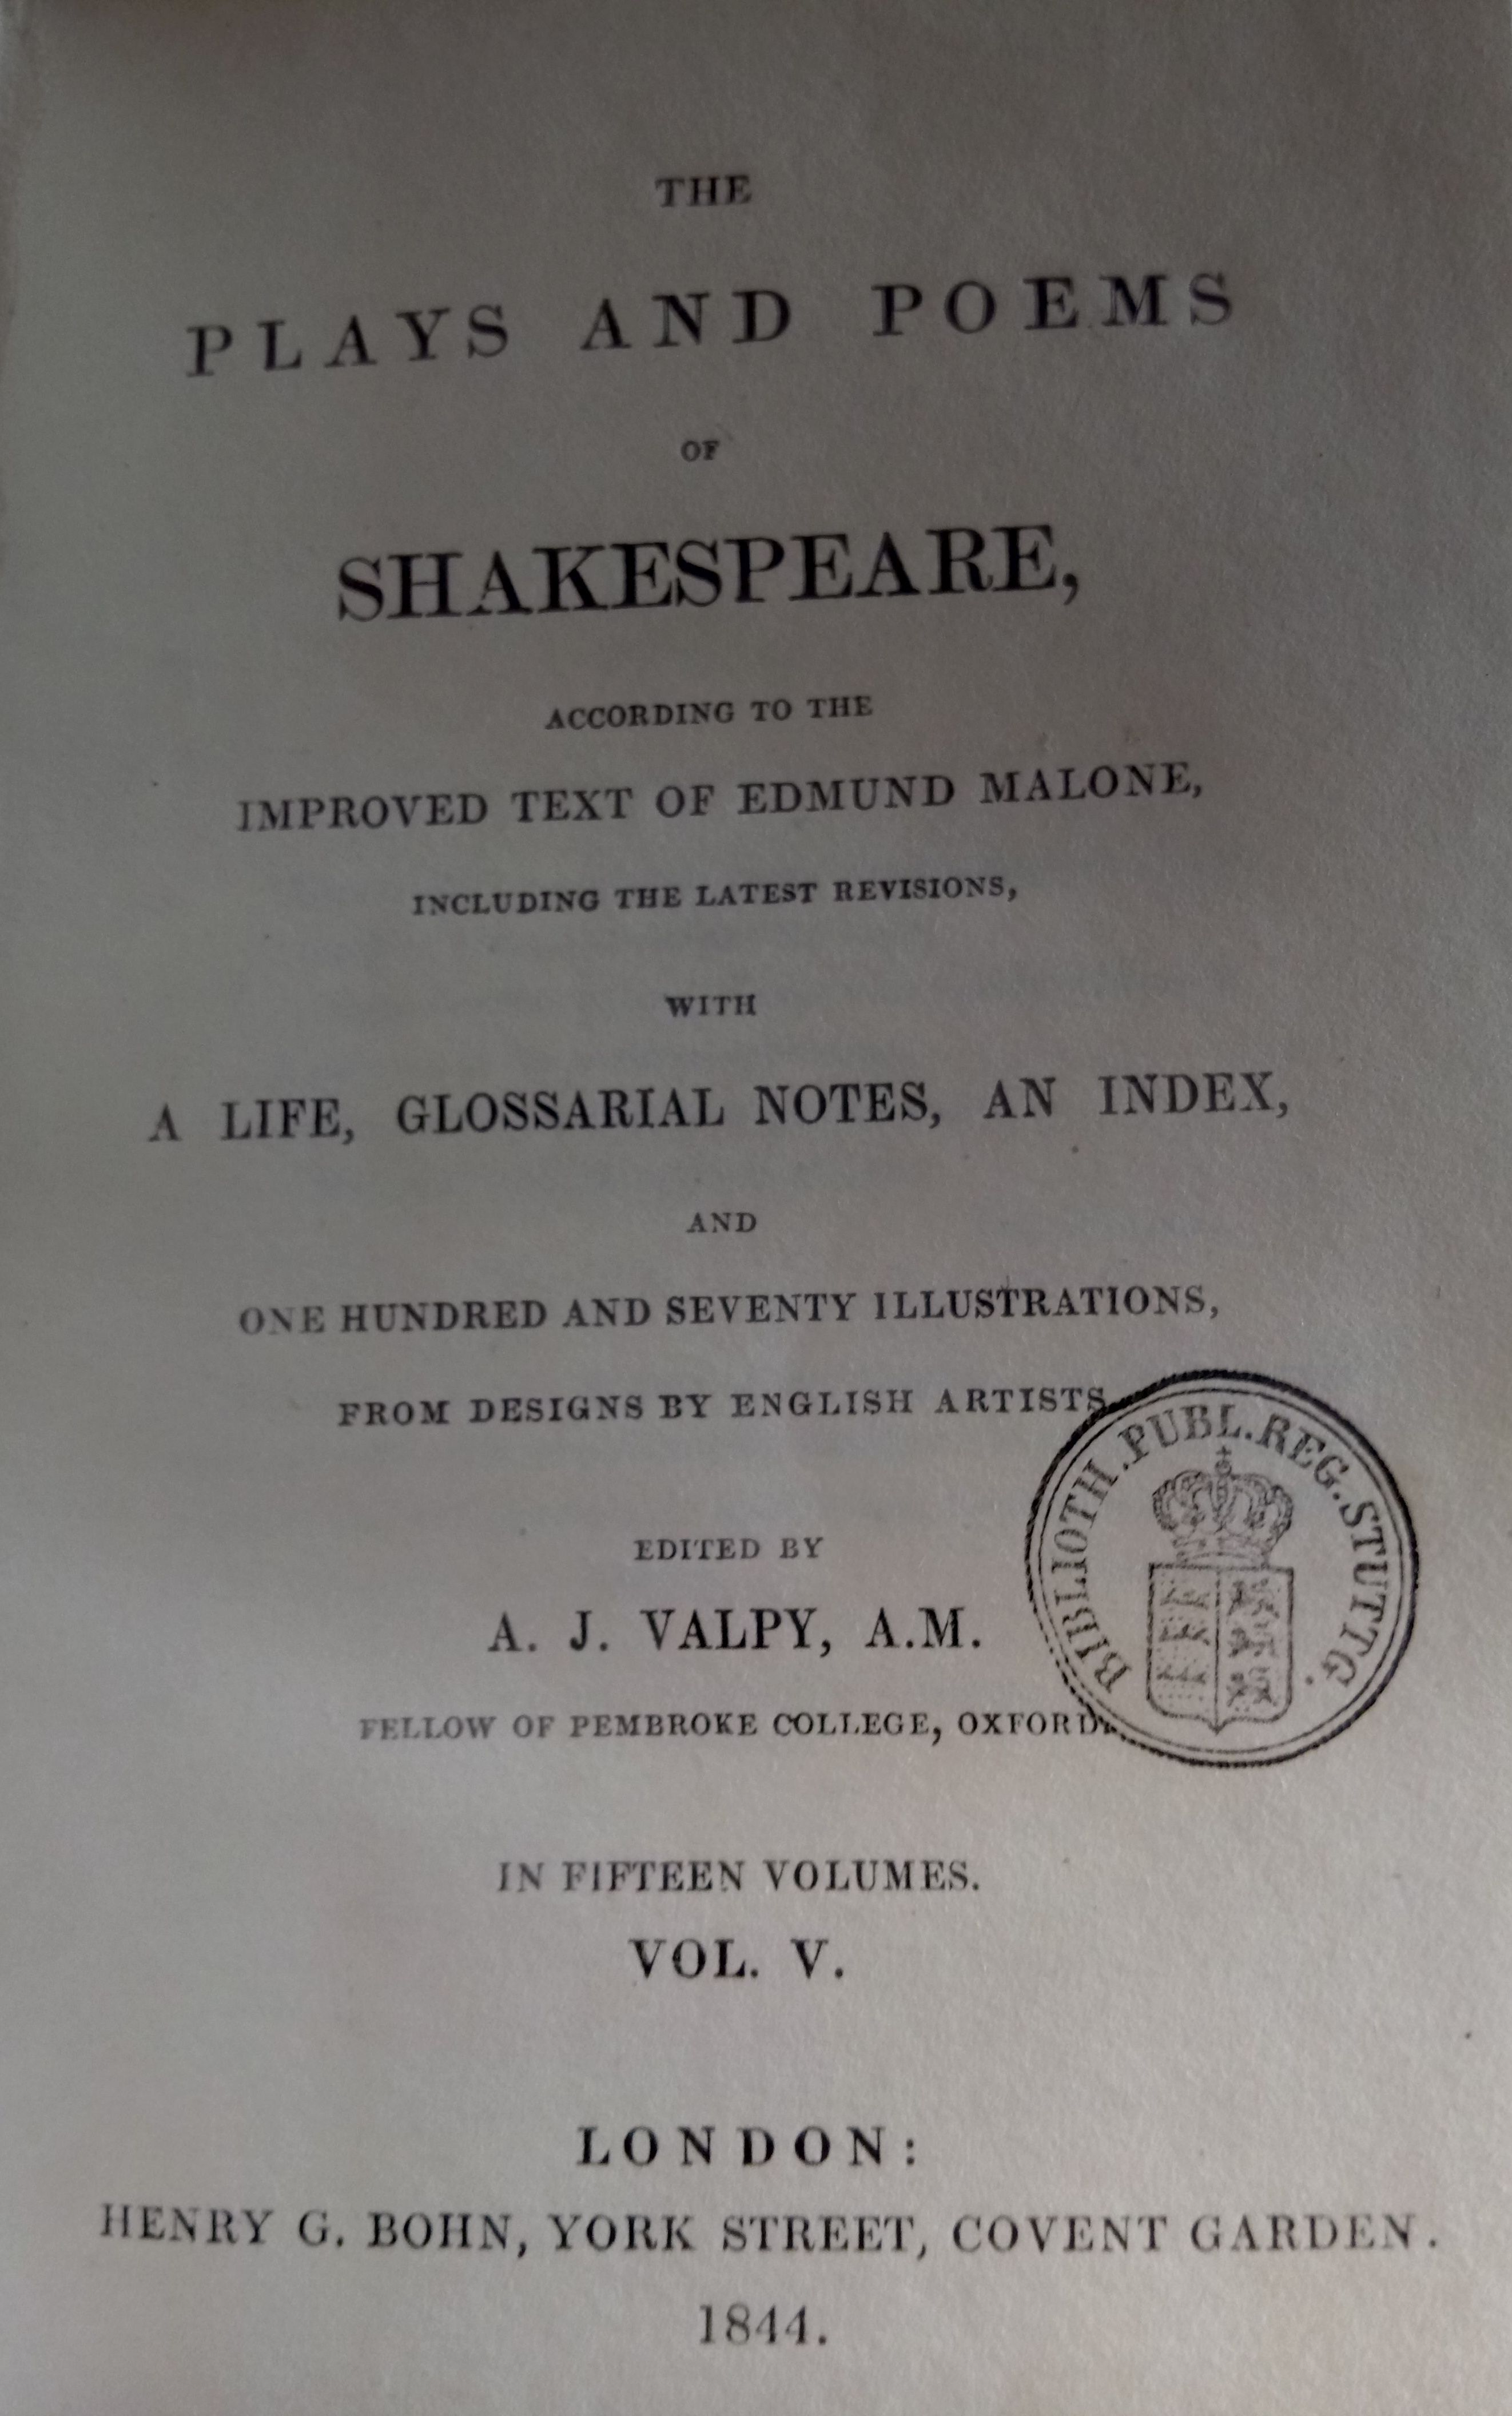 THE
PLAYS AND POEMS
OF
SHAKESPEARE,
ACCORDING TO THE
IMPROVED TEXT OF EDMUND MALONE,
INCLUDING THE LATEST REVISIONS,
WITH
A LIFE, GLOSSARIAL NOTES, AN INDEX,
AND
ONE HUNDRED AND SEVENTY ILLUSTRATIONS,
FROM DESIGNS BY ENGLISH ARTISTS
BIBLIOTH. PUBL. REG. STUTTG.
EDITED BY
A. J. VALPY, A.M.
FELLOW OF PEMBROKE COLLEGE, OXFORD.
IN FIFTEEN VOLUMES.
VOL. V.
LONDON:
HENRY G. BOHN, YORK STREET, COVENT GARDEN.
1844.